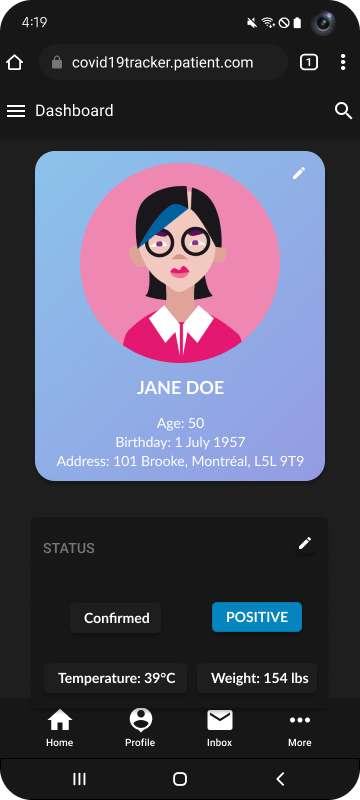 4:19
covid19tracker.patient.com
1
Dashboard
JANE DOE
Age: 50
Birthday: 1 July 1957
Address: 101 Brooke, Montréal, L5L 9T9
STATUS
Confirmed
POSITIVE
Temperature: 39°C
Weight: 154 lbs
Home
Profile
Inbox
More